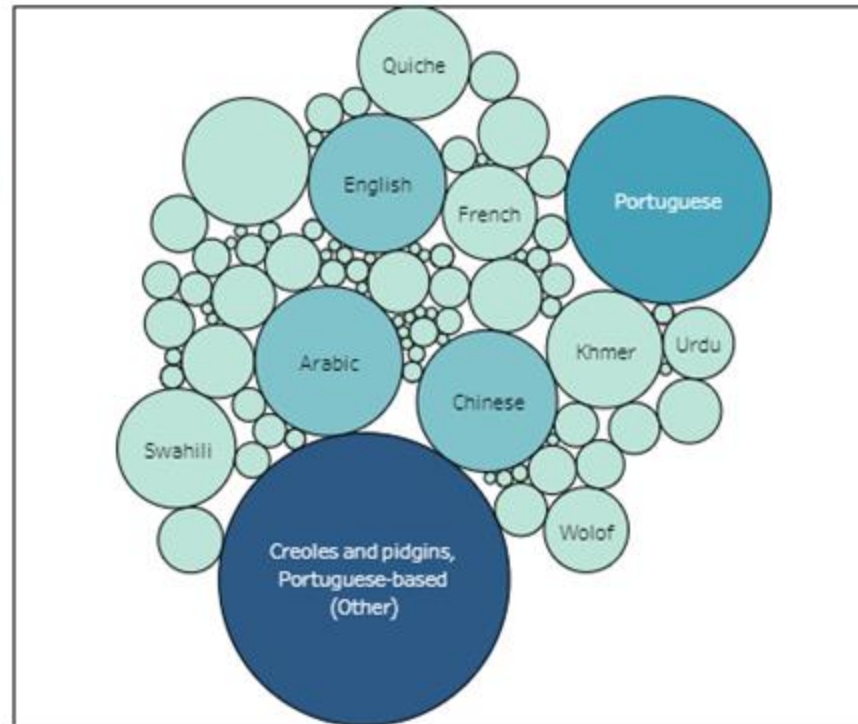 Quiche
English
Portuguese
French
Khmer
Urdu
Arabic
Chinese
Swahili
Wolof
Creoles and pidgins,
Portuguese-based
(Other)